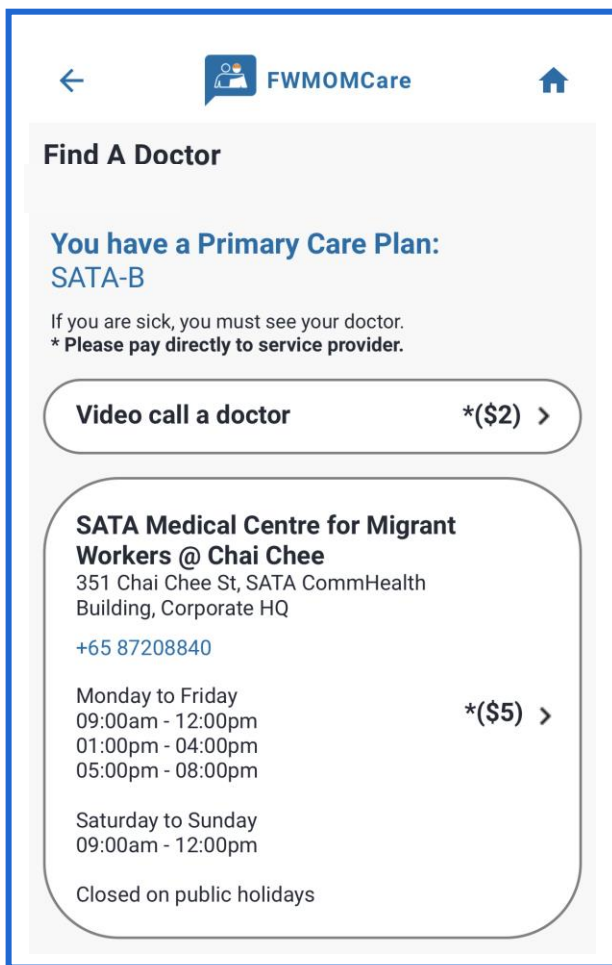 FWMOMCare
Find A Doctor
You have a Primary Care Plan:
SATA-B
If you are sick, you must see your doctor.
* Please pay directly to service provider.
Video call a doctor *($2)
SATA Medical Centre for Migrant
Workers @ Chai Chee
351 Chai Chee St, SATA CommHealth
Building, Corporate HQ
+65 87208840
Monday to Friday
09:00am - 12:00pm
*($5)
01:00pm - 04:00pm
05:00pm - 08:00pm
Saturday to Sunday
09:00am - 12:00pm
Closed on public holidays